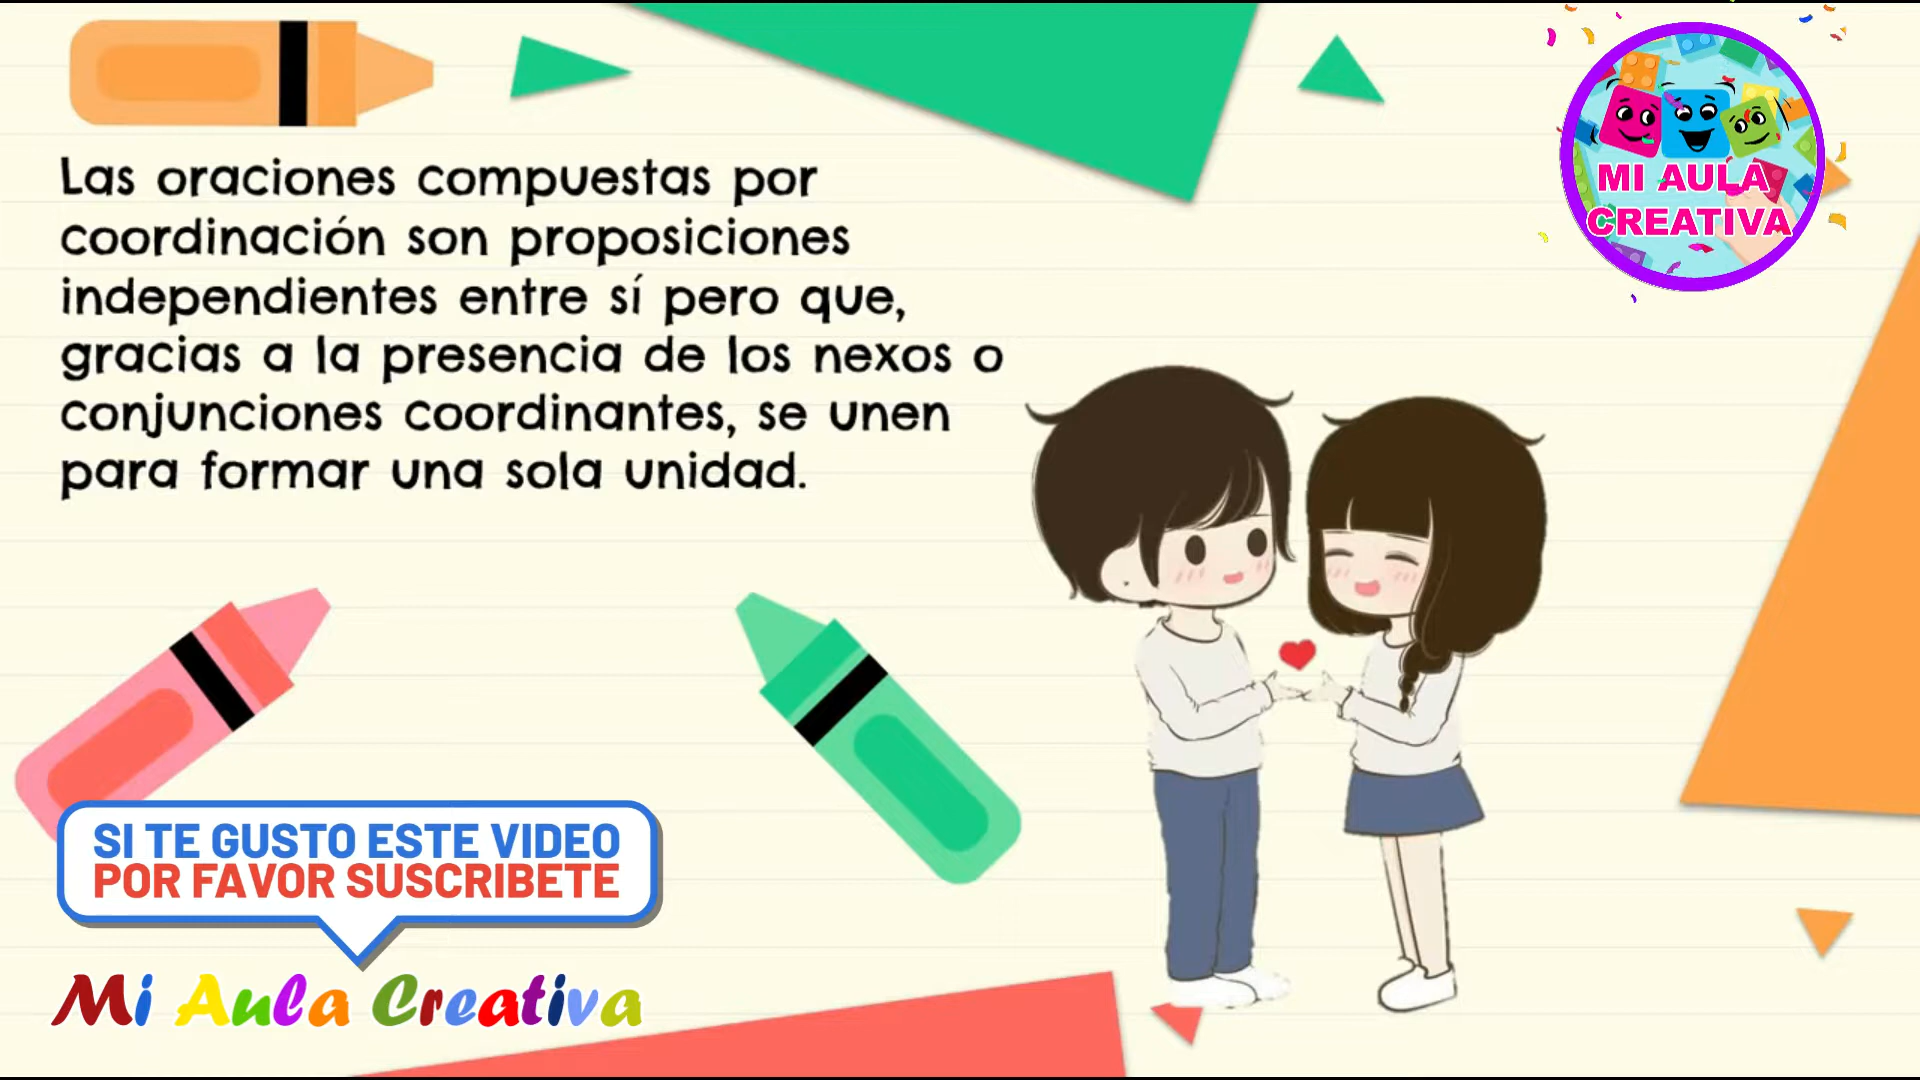 Las oraciones compuestas por
coordinación son proposiciones
independientes entre sí pero que,
gracias a la presencia de los nexos o
conjunciones coordinantes, se unen
para formar una sola unidad.
MI AULA
CREATIVA
SI TE GUSTO ESTE VIDEO
POR FAVOR SUSCRIBETE
Mi Aula Creativa